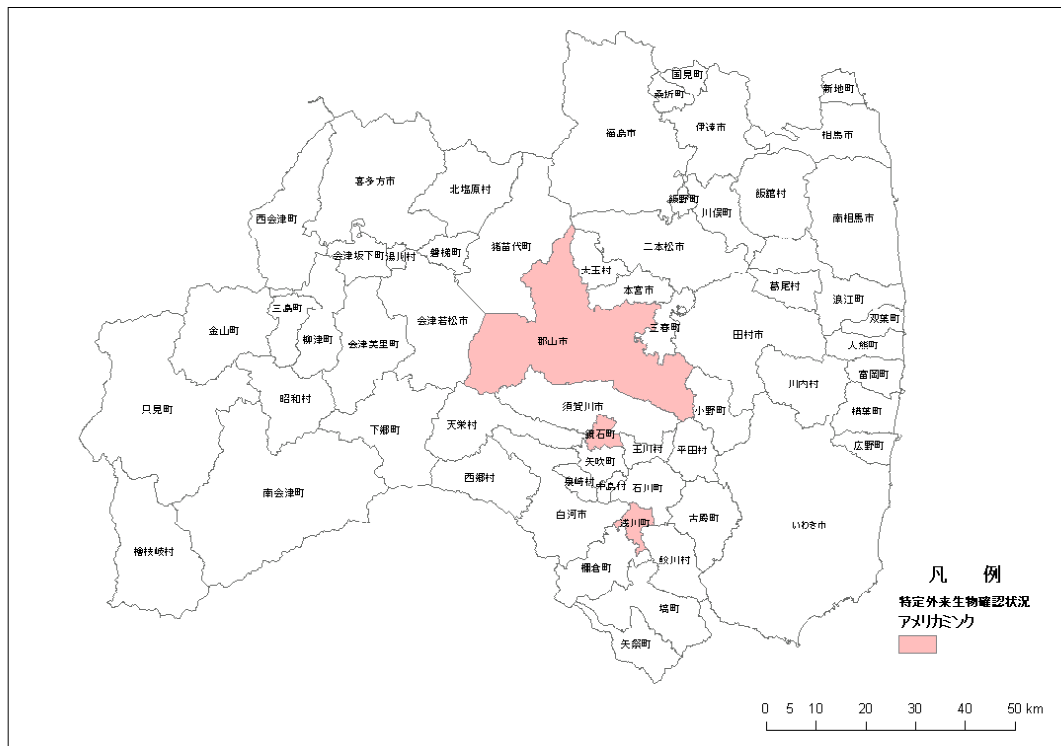 国見町
桑折町
新地町
福島市
伊達市
相馬市
喜多方市
北塩原村
飯野町
川俣町
飯舘村
西会津町
南相馬市
猪苗代町
二本松市
会津坂下町
湯川村
磐梯町
大玉村
本宮市
葛尾村
浪江町
三島町
会津若松市
双葉町
金山町
柳津町
会津美里町
郡山市
三春町
田村市
大熊町
富岡町
川内村
只見町
昭和村
須賀川市
小野町
楢葉町
下郷町
天栄村
鏡石町
玉川村
平田村
広野町
矢吹町
西郷村
泉崎村
中島村
石川町
南会津町
白河市
浅川町
古殿町
いわき市
檜枝岐村
鮫川村
棚倉町
塙町
矢祭町
凡 例
特定外来生物確認状況
アメリカミンク
0 5 10 20 30 40 50 km